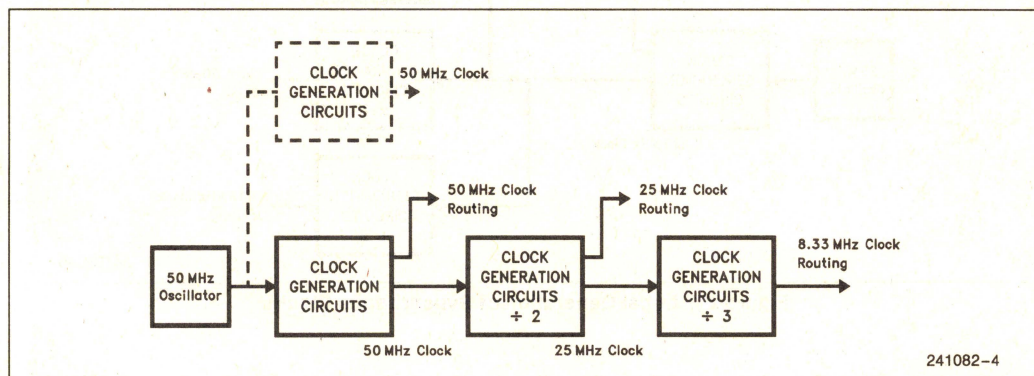 CLOCK
GENERATION
CIRCUITS
50 MHz Clock
50 MHz Clock
Routing
25 MHz Clock
Routing
8.33 MHz Clock
Routing
50 MHz
Oscillator
CLOCK
GENERATION
CIRCUITS
CLOCK
GENERATION
CIRCUITS
÷ 2
CLOCK
GENERATION
CIRCUITS
÷ 3
50 MHz Clock
25 MHz Clock
241082-4